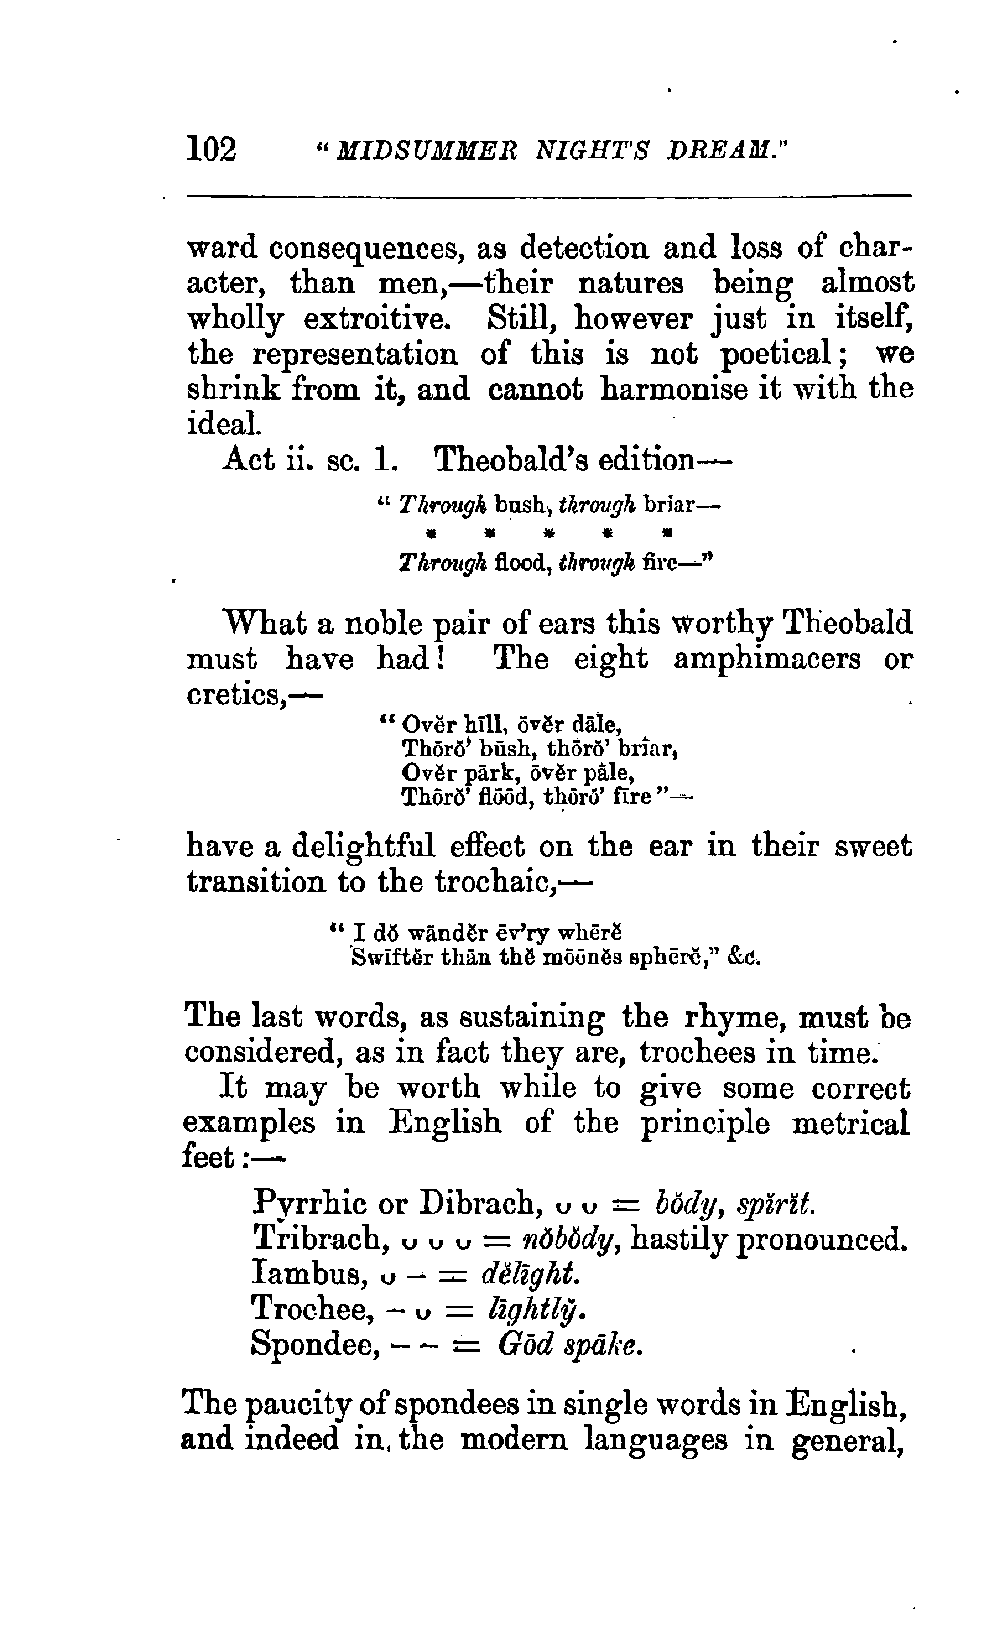 102 "MIDSUMMER NIGHT'S DREAM."
ward consequences, as detection and loss of char-
acter, than men,—their natures being almost
wholly extroitive. Still, however just in itself,
the representation of this is not poetical; we
shrink from it, and cannot harmonise it with the
ideal.
Act ii. sc. 1. Theobald's edition—
"Through bush, through briar—
* * * * *
Through flood, through fire—"
What a noble pair of ears this worthy Theobald
must have had! The eight amphimacers or
cretics,—
"Ovĕr hīll, ōvĕr dāle,
Thōrŏ' būsh, thōrŏ' brīar,
Ovĕr pārk, ōvĕr pāle,
Thōrŏ' flōōd, thōrŏ' fīre"—
have a delightful effect on the ear in their sweet
transition to the trochaic,—
"I dŏ wāndĕr ēv'ry whērĕ
Swīftĕr thān thĕ mōōnĕs sphērĕ," &c.
The last words, as sustaining the rhyme, must be
considered, as in fact they are, trochees in time.
It may be worth while to give some correct
examples in English of the principle metrical
feet:—
Pyrrhic or Dibrach, ᴗ ᴗ = bŏdy, spĭrĭt.
Tribrach, ᴗ ᴗ ᴗ = nŏbŏdy, hastily pronounced.
Iambus, ᴗ – = dĕlīght.
Trochee, – ᴗ = līghtlў.
Spondee, – – = Gōd spāke.
The paucity of spondees in single words in English,
and indeed in the modern languages in general,